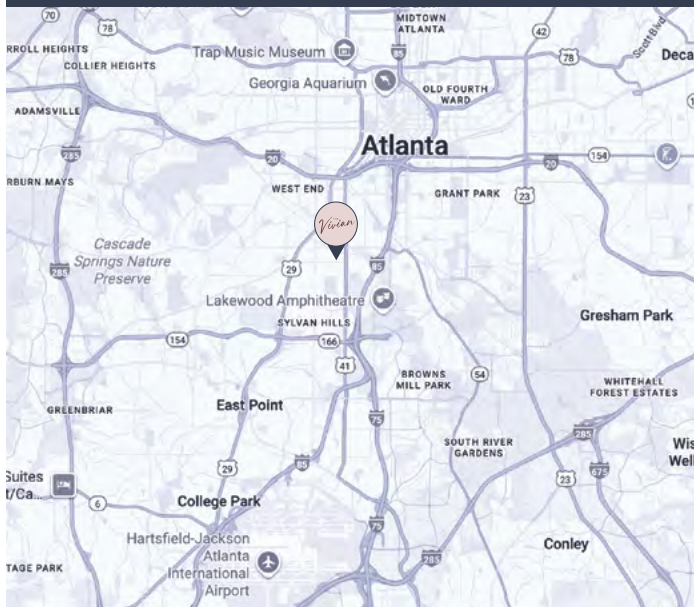 MIDTOWN
ATLANTA
70
78
42
Scott Blvd
RROLL HEIGHTS
Trap Music Museum
85
78
Deca
COLLIER HEIGHTS
Georgia Aquarium
OLD FOURTH
WARD
ADAMSVILLE
Atlanta
285
20
154
20
RBURN MAYS
WEST END
GRANT PARK
23
Vivian
Cascade
Springs Nature
Preserve
285
29
85
Lakewood Amphitheatre
SYLVAN HILLS
Gresham Park
154
166
41
54
BROWNS
MILL PARK
WHITEHALL
FOREST ESTATES
GREENBRIAR
East Point
75
285
SOUTH RIVER
GARDENS
Wis
Well
29
85
675
23
Suites
t/Ca...
6
College Park
75
Hartsfield-Jackson
Atlanta
International
Airport
285
Conley
TAGE PARK